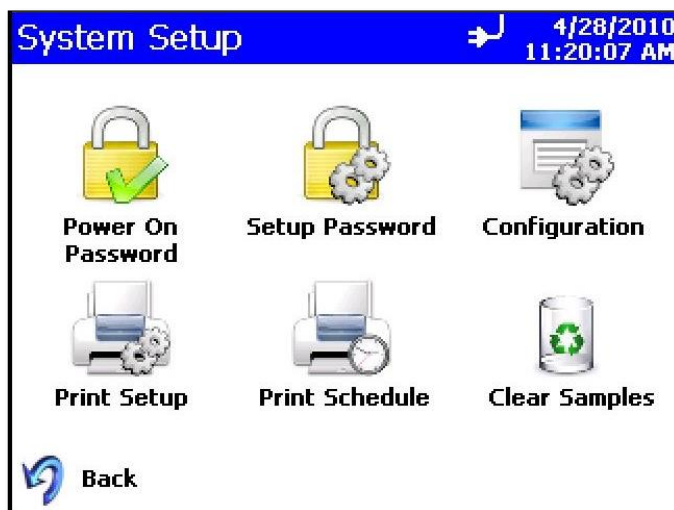 System Setup
4/28/2010
11:20:07 AM
Power On
Password
Setup Password
Configuration
Print Setup
Print Schedule
Clear Samples
Back